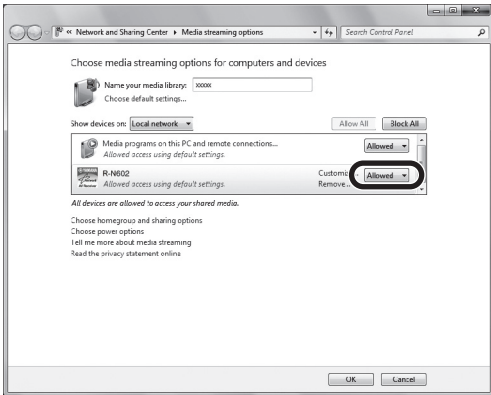 « Network and Sharing Center ▸ Media streaming options
Search Control Panel
Choose media streaming options for computers and devices
Name your media library: xxxxx
Choose default settings...
Show devices on: Local network
Allow All
Block All
Media programs on this PC and remote connections...
Allowed access using default settings.
Allowed
YAMAHA
R-N602
Allowed access using default settings.
Customiz
Remove..
Allowed
All devices are allowed to access your shared media.
Choose homegroup and sharing options
Choose power options
Tell me more about media streaming
Read the privacy statement online
OK
Cancel